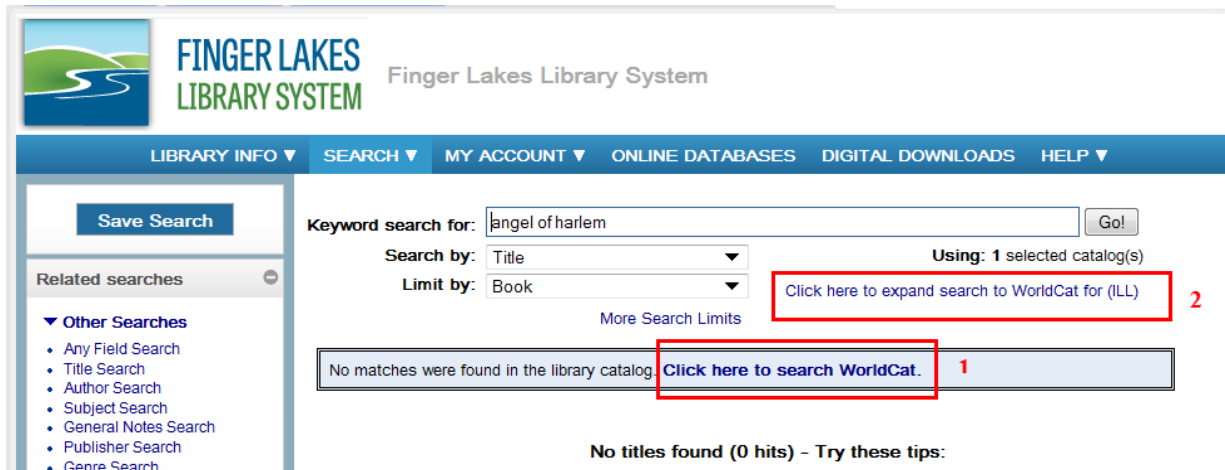 FINGER LAKES
LIBRARY SYSTEM
Finger Lakes Library System
LIBRARY INFO ▼ SEARCH ▼ MY ACCOUNT ▼ ONLINE DATABASES DIGITAL DOWNLOADS HELP ▼
Save Search
Related searches
▼ Other Searches
• Any Field Search
• Title Search
• Author Search
• Subject Search
• General Notes Search
• Publisher Search
• Genre Search
Keyword search for: angel of harlem Go!
Search by: Title Using: 1 selected catalog(s)
Limit by: Book Click here to expand search to WorldCat for (ILL) 2
More Search Limits
No matches were found in the library catalog. Click here to search WorldCat. 1
No titles found (0 hits) - Try these tips: